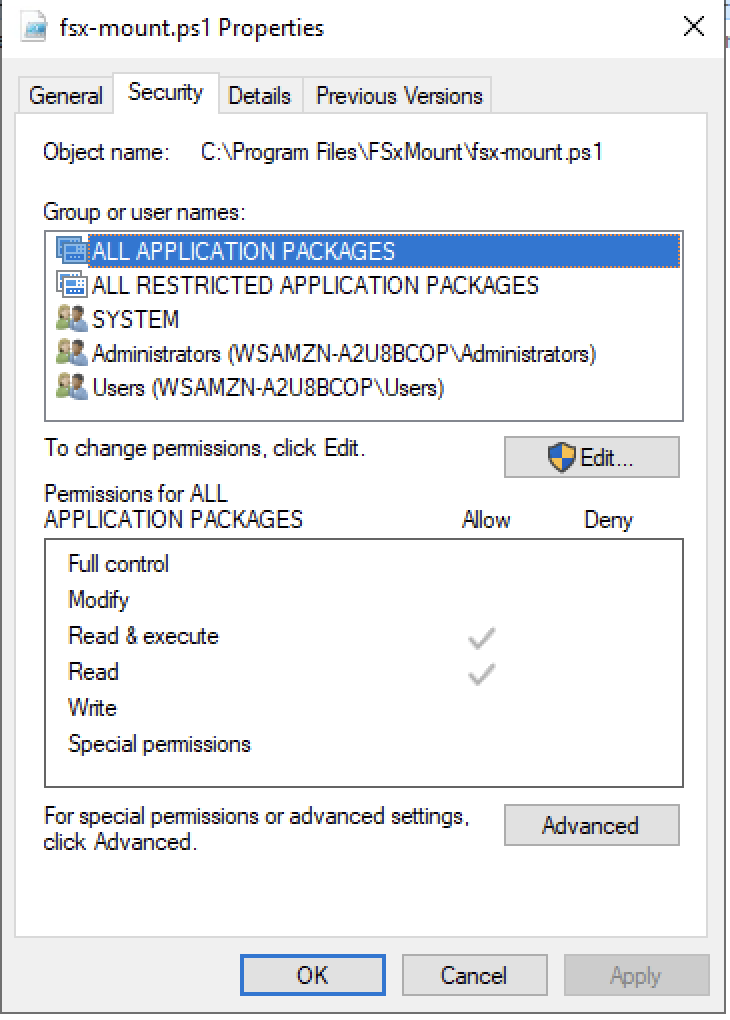 fsx-mount.ps1 Properties
General Security Details Previous Versions
Object name: C:\Program Files\FSxMount\fsx-mount.ps1
Group or user names:
ALL APPLICATION PACKAGES
ALL RESTRICTED APPLICATION PACKAGES
SYSTEM
Administrators (WSAMZN-A2U8BCOP\Administrators)
Users (WSAMZN-A2U8BCOP\Users)
To change permissions, click Edit.
Edit...
Permissions for ALL
APPLICATION PACKAGES Allow Deny
Full control
Modify
Read & execute
Read
Write
Special permissions
For special permissions or advanced settings,
click Advanced.
Advanced
OK Cancel Apply